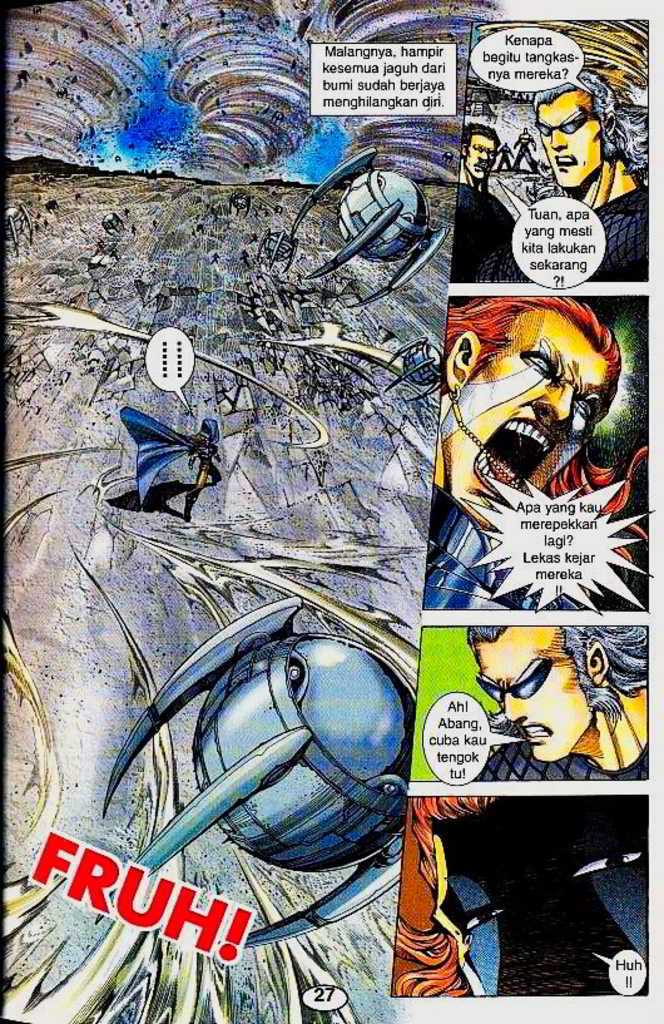 Malangnya, hampir
kesemua jaguh dari
bumi sudah berjaya
menghilangkan diri.
Kenapa
begitu tangkas-
nya mereka?
Tuan, apa
yang mesti
kita lakukan
sekarang
?!
Apa yang kau
merepekkan
lagi?
Lekas kejar
mereka
!!
Ah!
Abang,
cuba kau
tengok
tu!
Huh
!!
FRUH!
27